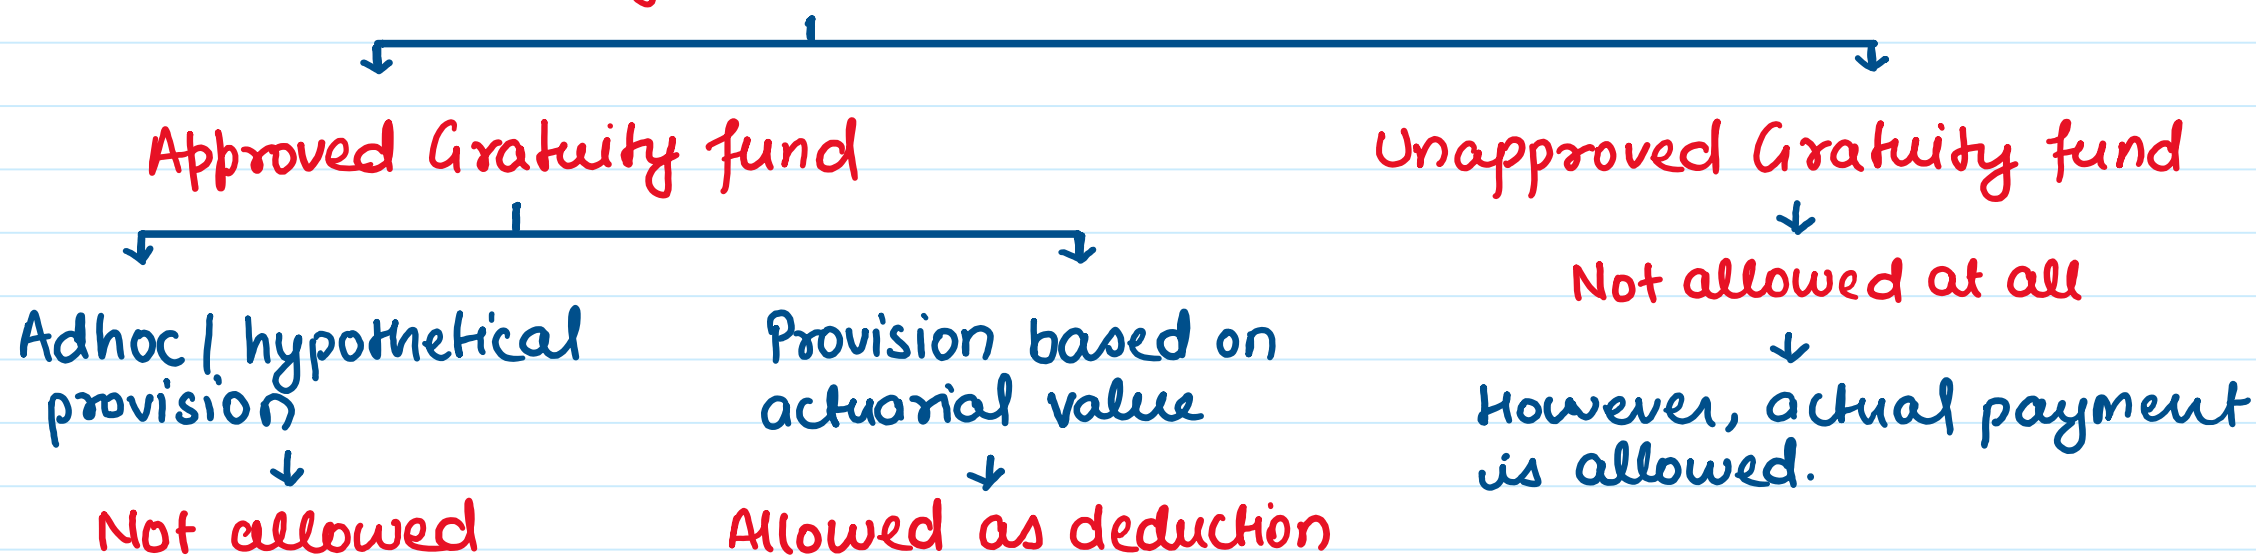 Approved Gratuity fund
Unapproved Gratuity fund
Not allowed at all
Adhoc / hypothetical
provision
Provision based on
actuarial value
However, actual payment
is allowed.
Not allowed
Allowed as deduction